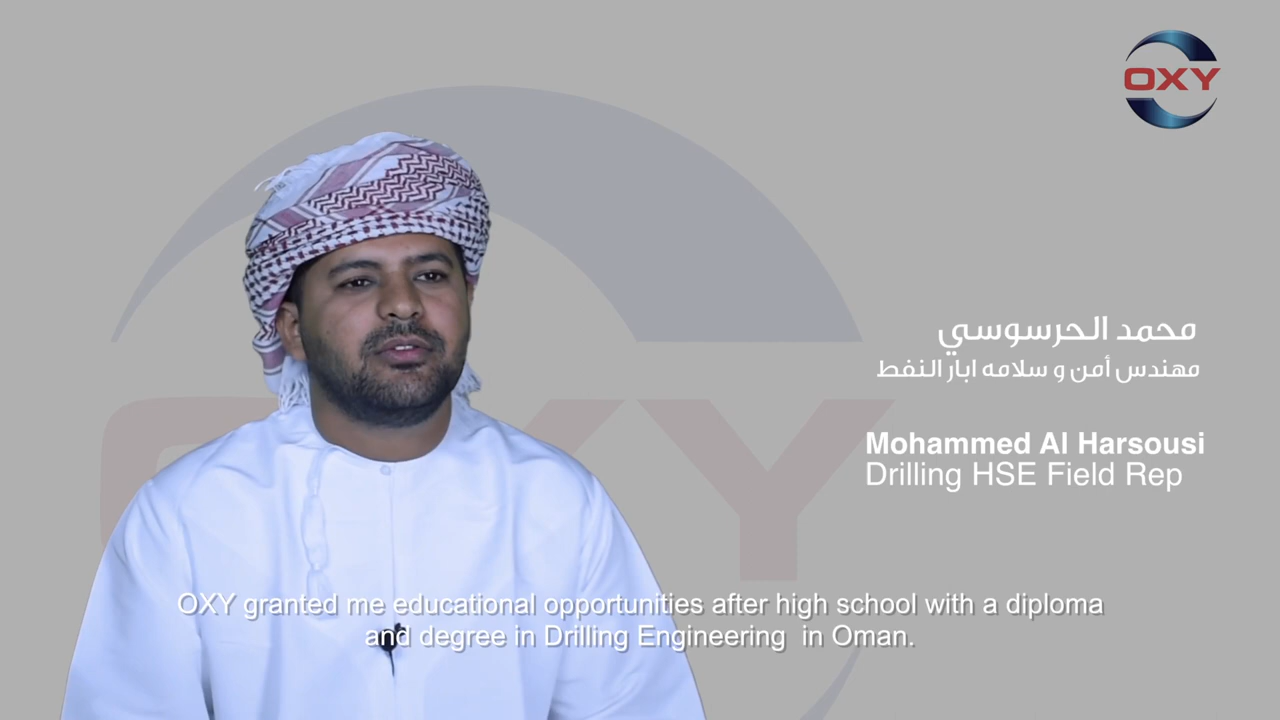 OXY
محمد الحرسوسي
مهندس أمن و سلامه ابار النفط
Mohammed Al Harsousi
Drilling HSE Field Rep
OXY granted me educational opportunities after high school with a diploma
and degree in Drilling Engineering in Oman.